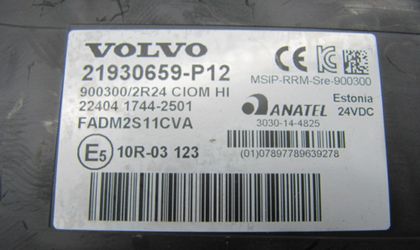 VOLVO
21930659-P12
900300/2R24 CIOM HI
22404 1744-2501
FADM2S11CVA
E5 10R-03 123
CE
MSIP-RRM-Sre-900300
ANATEL
3030-14-4825
Estonia
24VDC
(01)07897789639278